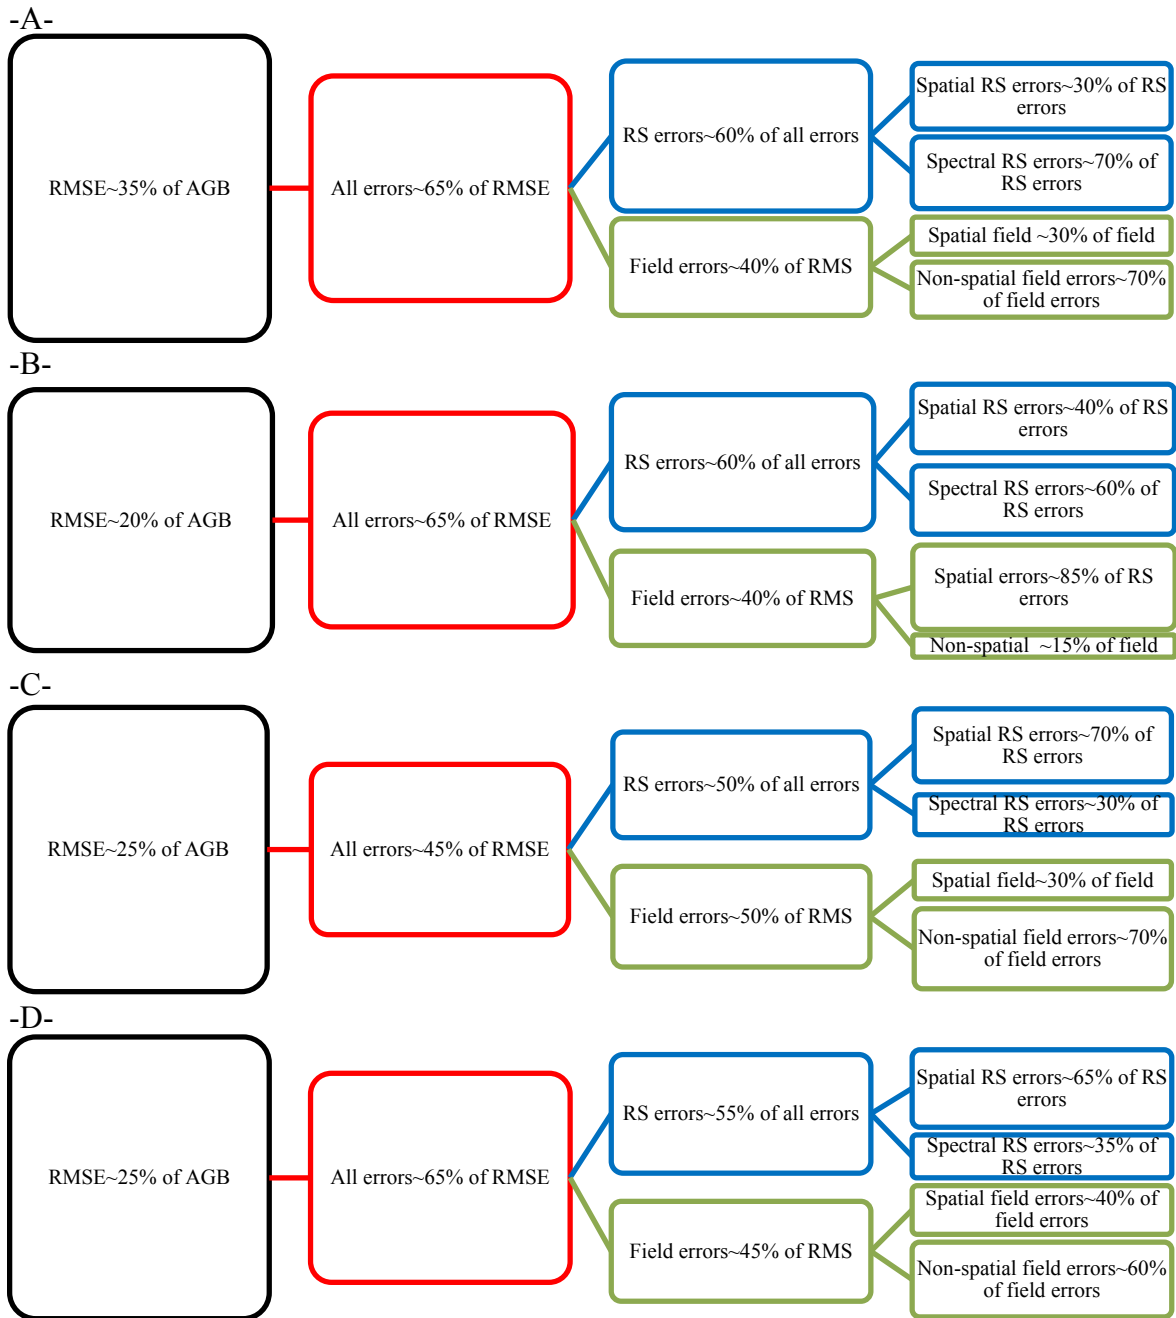 -A-
RMSE~35% of AGB
All errors~65% of RMSE
RS errors~60% of all errors
Field errors~40% of RMS
Spatial RS errors~30% of RS
errors
Spectral RS errors~70% of
RS errors
Spatial field ~30% of field
Non-spatial field errors~70%
of field errors
-B-
RMSE~20% of AGB
All errors~65% of RMSE
RS errors~60% of all errors
Field errors~40% of RMS
Spatial RS errors~40% of RS
errors
Spectral RS errors~60% of
RS errors
Spatial errors~85% of RS
errors
Non-spatial ~15% of field
-C-
RMSE~25% of AGB
All errors~45% of RMSE
RS errors~50% of all errors
Field errors~50% of RMS
Spatial RS errors~70% of
RS errors
Spectral RS errors~30% of
RS errors
Spatial field~30% of field
Non-spatial field errors~70%
of field errors
-D-
RMSE~25% of AGB
All errors~65% of RMSE
RS errors~55% of all errors
Field errors~45% of RMS
Spatial RS errors~65% of RS
errors
Spectral RS errors~35% of
RS errors
Spatial field errors~40% of
field errors
Non-spatial field errors~60%
of field errors